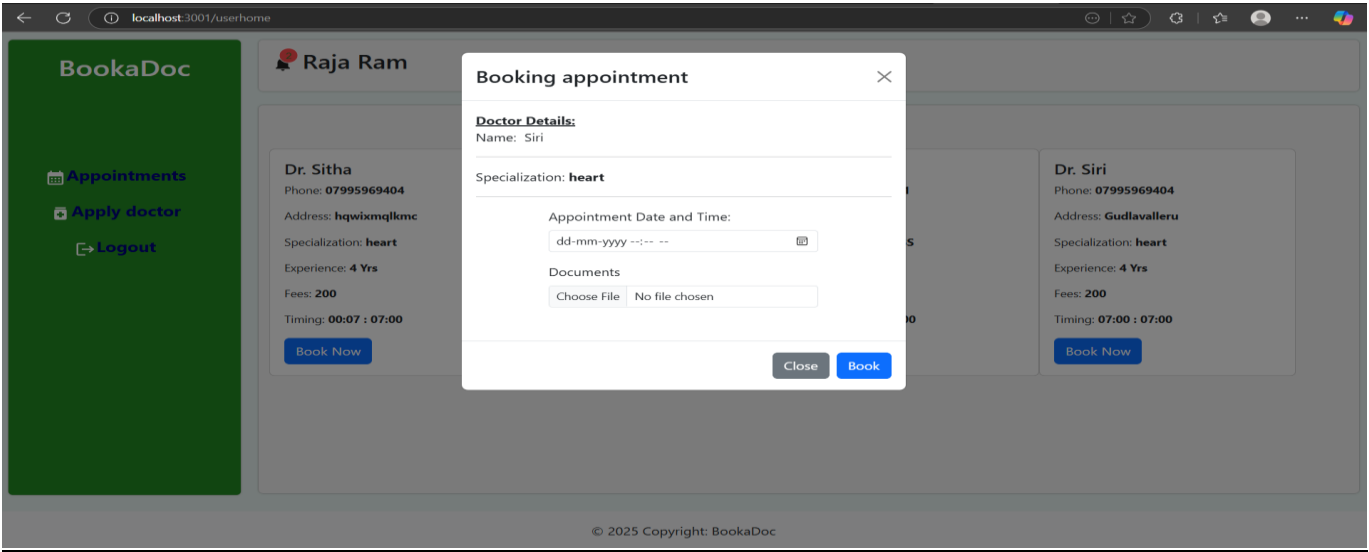 localhost:3001/userhome
BookaDoc
Raja Ram
Appointments
Apply doctor
Logout
Booking appointment
Doctor Details:
Name: Siri
Specialization: heart
Appointment Date and Time:
dd-mm-yyyy --:-- --
Documents
Choose File No file chosen
Close Book
Dr. Sitha
Phone: 07995969404
Address: hqwixmqlkmc
Specialization: heart
Experience: 4 Yrs
Fees: 200
Timing: 00:07 : 07:00
Book Now
Dr. Siri
Phone: 07995969404
Address: Gudlavalleru
Specialization: heart
Experience: 4 Yrs
Fees: 200
Timing: 07:00 : 07:00
Book Now
© 2025 Copyright: BookaDoc